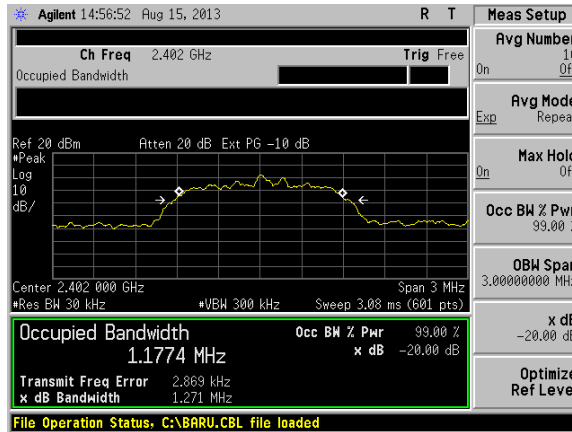 Agilent 14:56:52 Aug 15, 2013 R T
Meas Setup
Ch Freq 2.402 GHz Trig Free
Occupied Bandwidth
Avg Number
10
On Off
Avg Mode
Exp Repeat
Max Hold
On Off
Occ BW % Pwr
99.00 %
OBW Span
3.00000000 MHz
x dB
-20.00 dB
Optimize
Ref Level
Ref 20 dBm Atten 20 dB Ext PG -10 dB
#Peak
Log
10
dB/
Center 2.402 000 GHz Span 3 MHz
#Res BW 30 kHz #VBW 300 kHz Sweep 3.08 ms (601 pts)
Occupied Bandwidth
1.1774 MHz
Occ BW % Pwr 99.00 %
x dB -20.00 dB
Transmit Freq Error 2.869 kHz
x dB Bandwidth 1.271 MHz
File Operation Status, C:\BARU.CBL file loaded